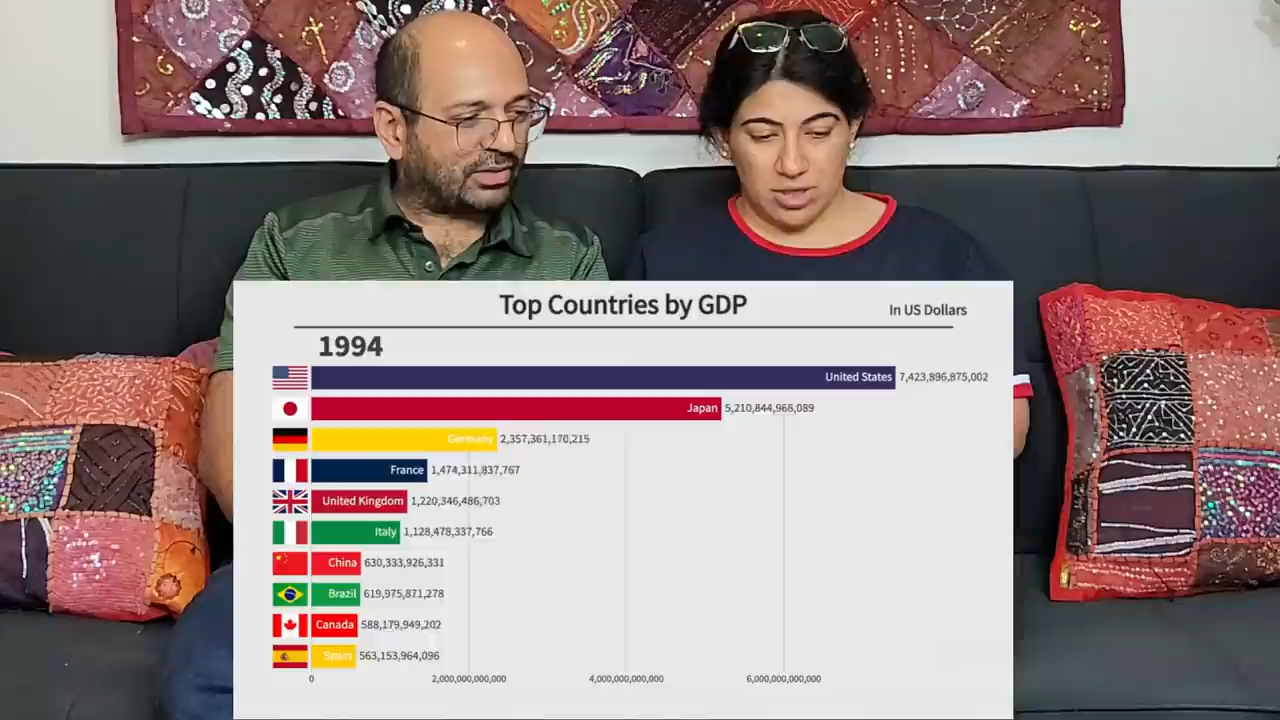 Top Countries by GDP
In US Dollars
1994
United States 7,423,896,875,002
Japan 5,210,844,968,089
Germany 2,357,361,170,215
France 1,474,311,837,767
United Kingdom 1,220,346,486,703
Italy 1,128,478,337,766
China 630,333,926,331
Brazil 619,975,871,278
Canada 588,179,949,202
Spain 563,153,964,096
0 2,000,000,000,000 4,000,000,000,000 6,000,000,000,000